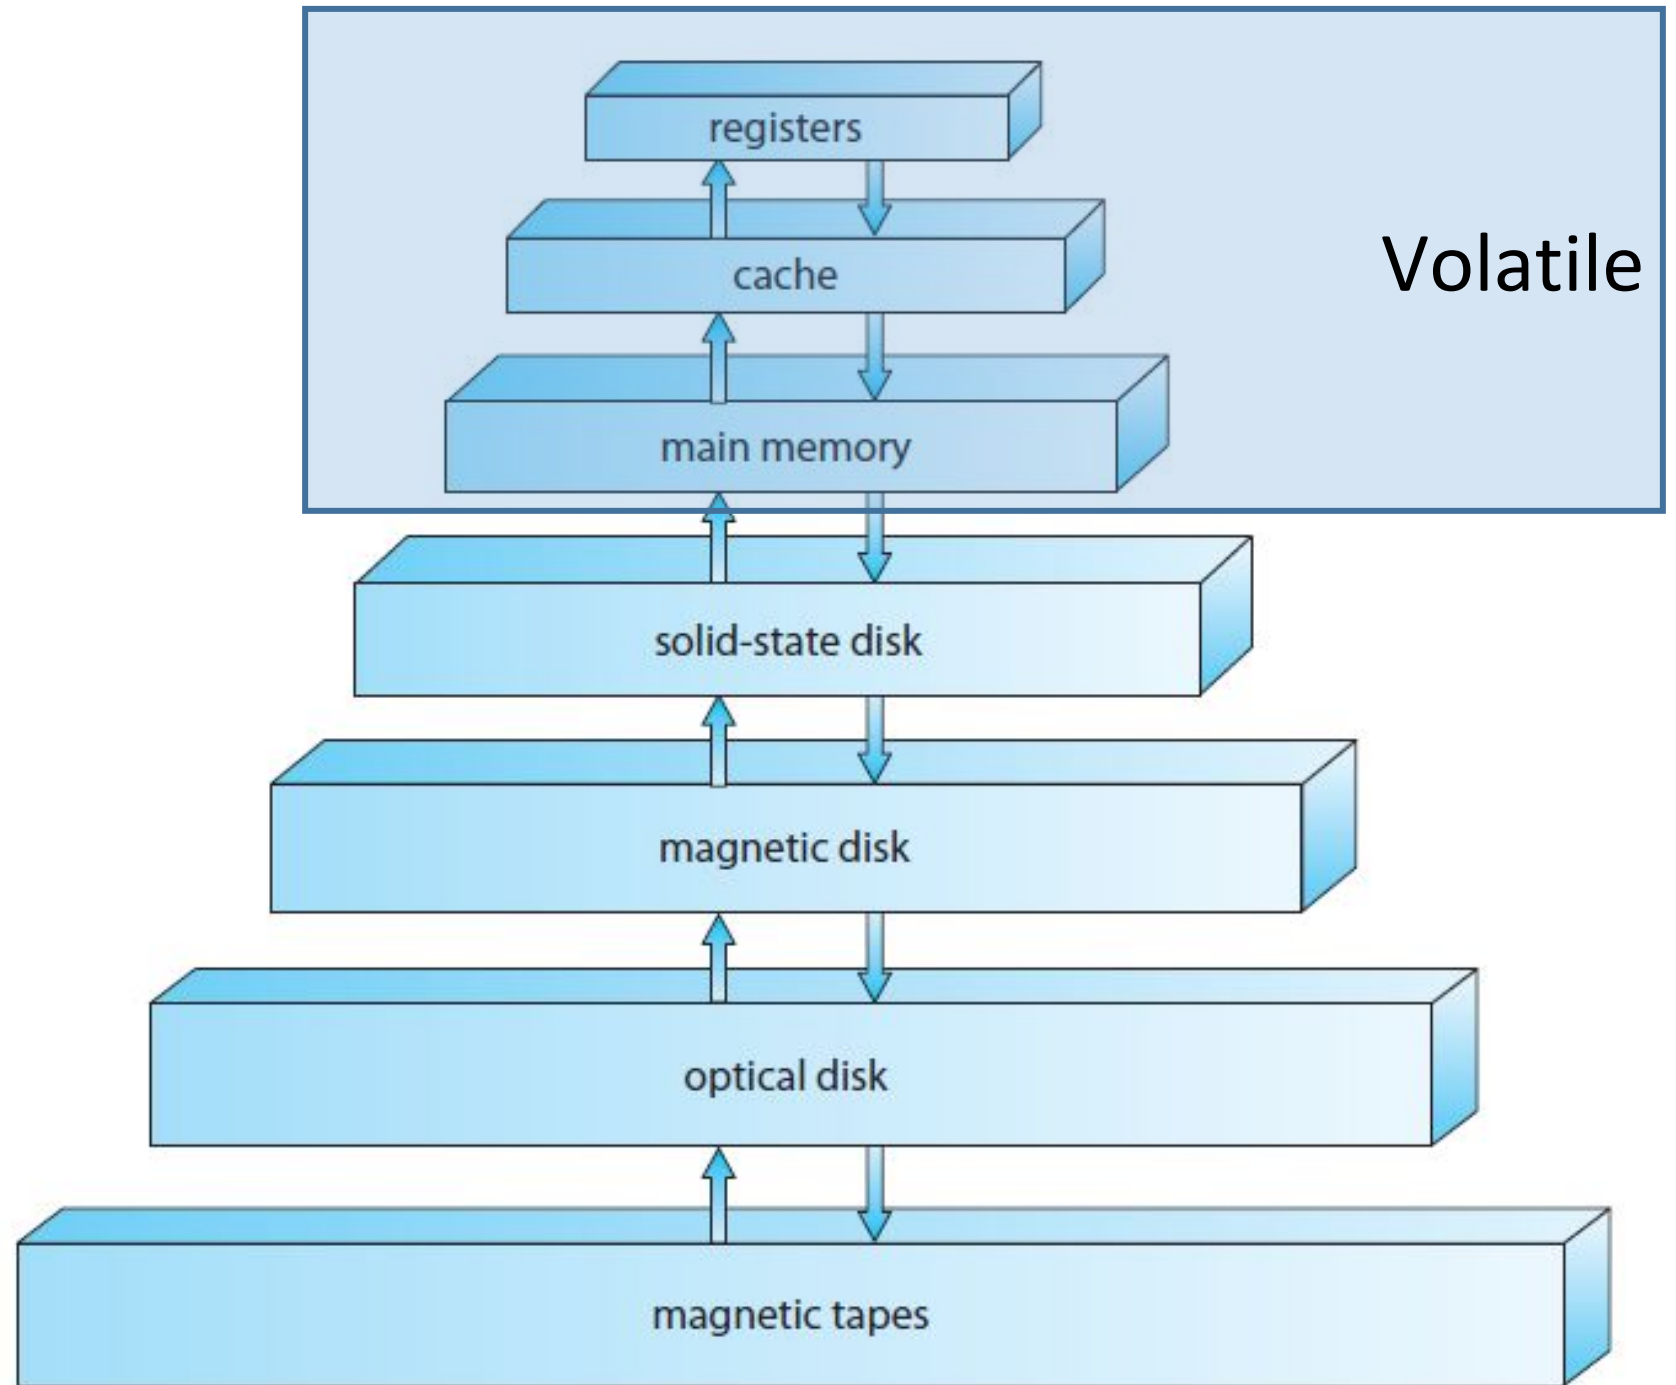 registers
cache
Volatile
main memory
solid-state disk
magnetic disk
optical disk
magnetic tapes